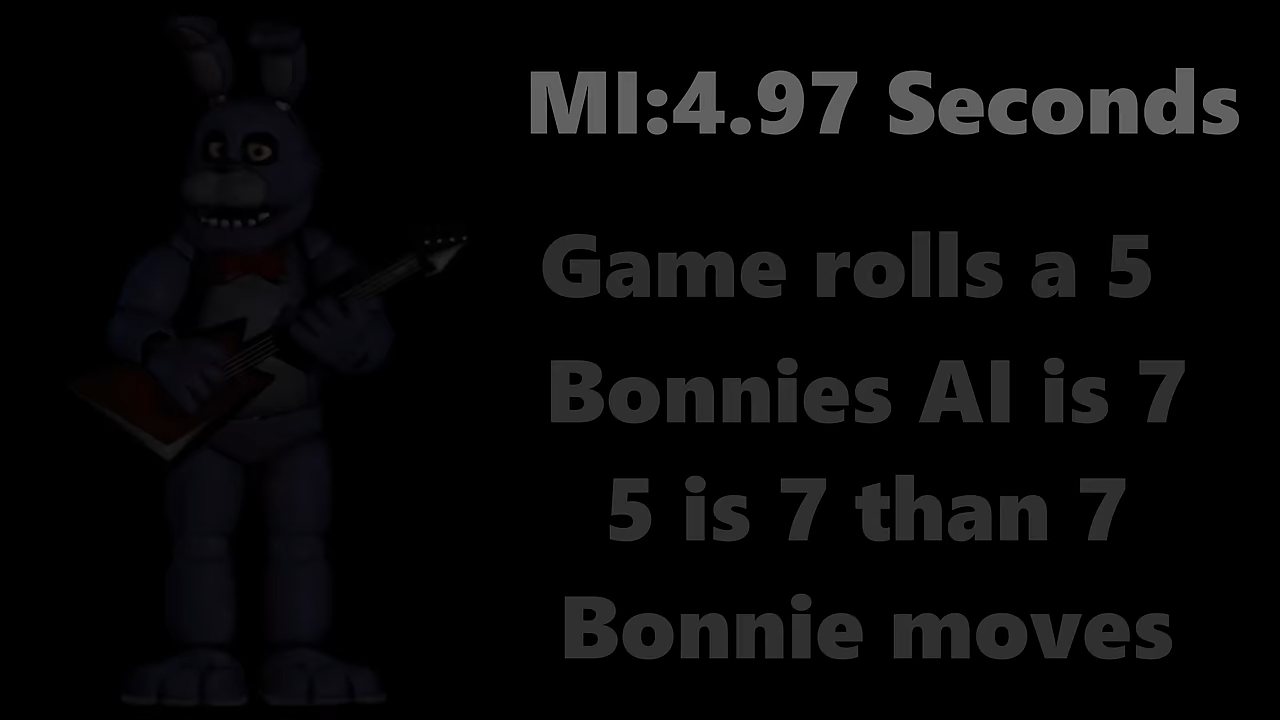 MI:4.97 Seconds
Game rolls a 5
Bonnies AI is 7
5 is 7 than 7
Bonnie moves